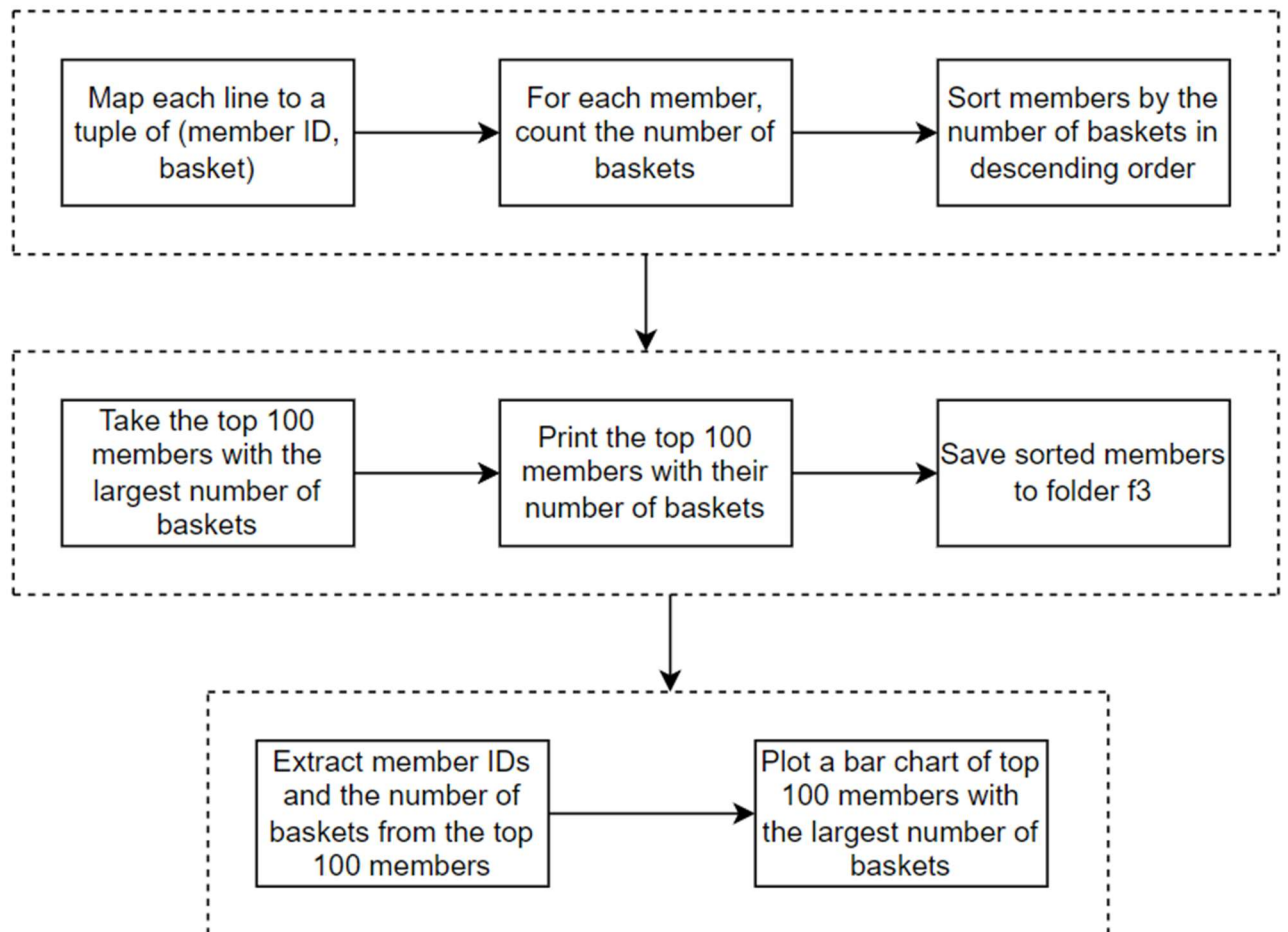 Map each line to a
tuple of (member ID,
basket)
For each member,
count the number of
baskets
Sort members by the
number of baskets in
descending order
Take the top 100
members with the
largest number of
baskets
Print the top 100
members with their
number of baskets
Save sorted members
to folder f3
Extract member IDs
and the number of
baskets from the top
100 members
Plot a bar chart of top
100 members with
the largest number of
baskets